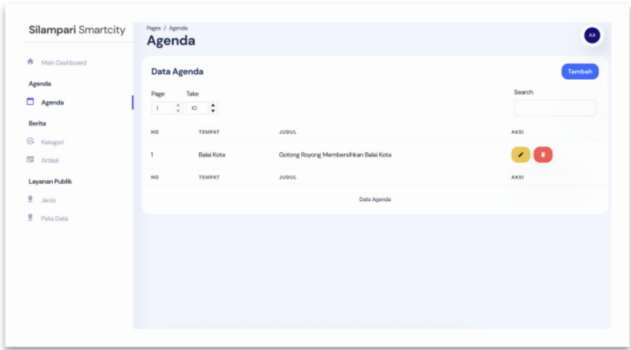 Silampari Smartcity
Main Dashboard
Agenda
Agenda
Berita
Kategori
Artikel
Layanan Publik
Jenis
Peta Data
Pages / Agenda
Agenda
AA
Data Agenda
Tambah
Page Take Search
1 10
NO TEMPAT JUDUL AKSI
1 Balai Kota Gotong Royong Membersihkan Balai Kota
NO TEMPAT JUDUL AKSI
Data Agenda